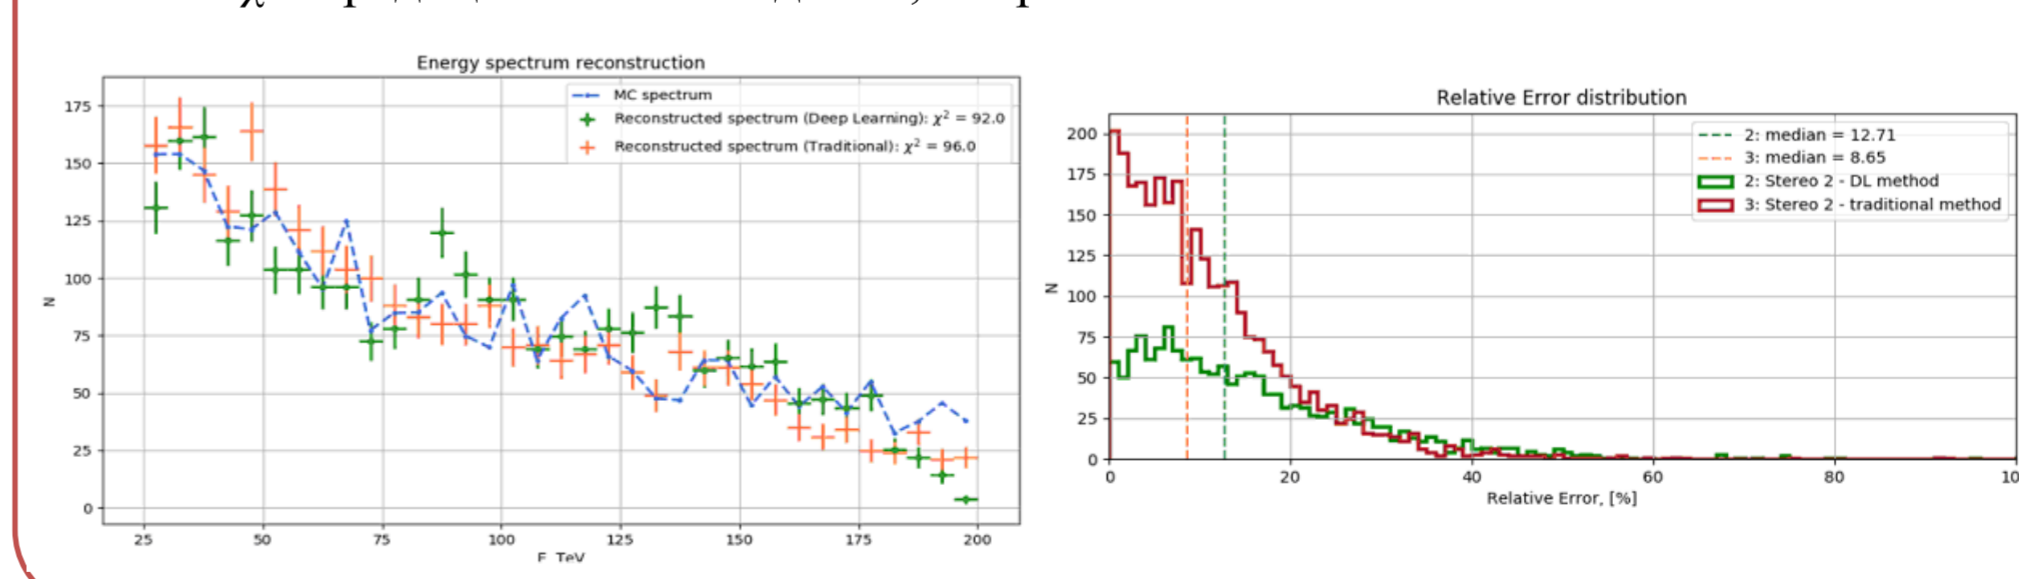 Energy spectrum reconstruction
MC spectrum
Reconstructed spectrum (Deep Learning): χ² = 92.0
Reconstructed spectrum (Traditional): χ² = 96.0
175
150
125
100
75
50
25
0
N
25 50 75 100 125 150 175 200
E, TeV
Relative Error distribution
2: median = 12.71
3: median = 8.65
2: Stereo 2 - DL method
3: Stereo 2 - traditional method
200
175
150
125
100
75
50
25
0
N
0 20 40 60 80 10
Relative Error, [%]